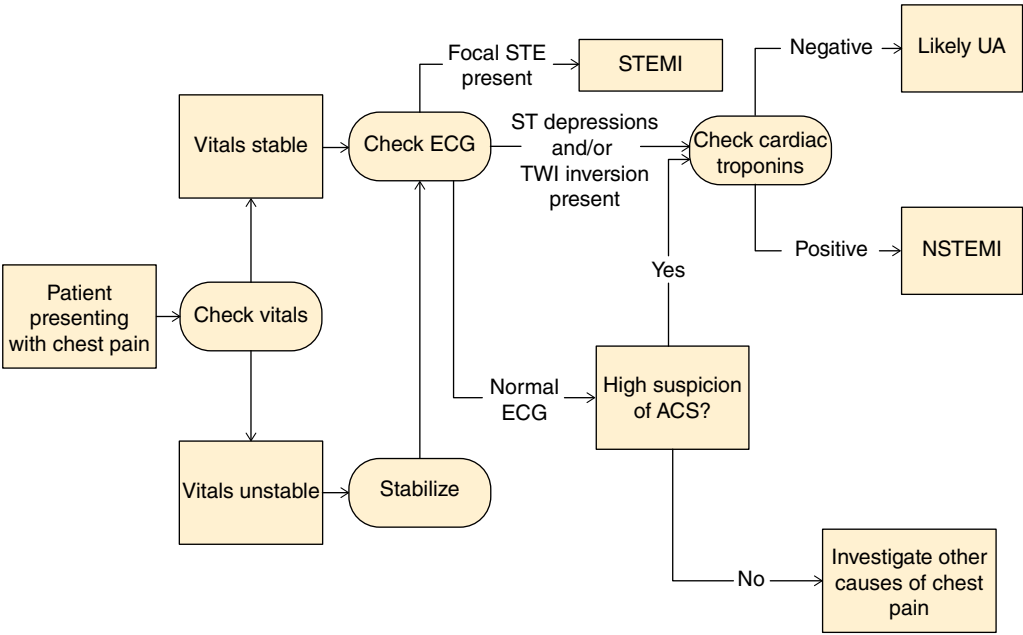 Patient
presenting
with chest pain
Check vitals
Vitals stable
Vitals unstable
Stabilize
Check ECG
Focal STE
present
STEMI
ST depressions
and/or
TWI inversion
present
Normal
ECG
High suspicion
of ACS?
Yes
No
Check cardiac
troponins
Negative
Likely UA
Positive
NSTEMI
Investigate other
causes of chest
pain